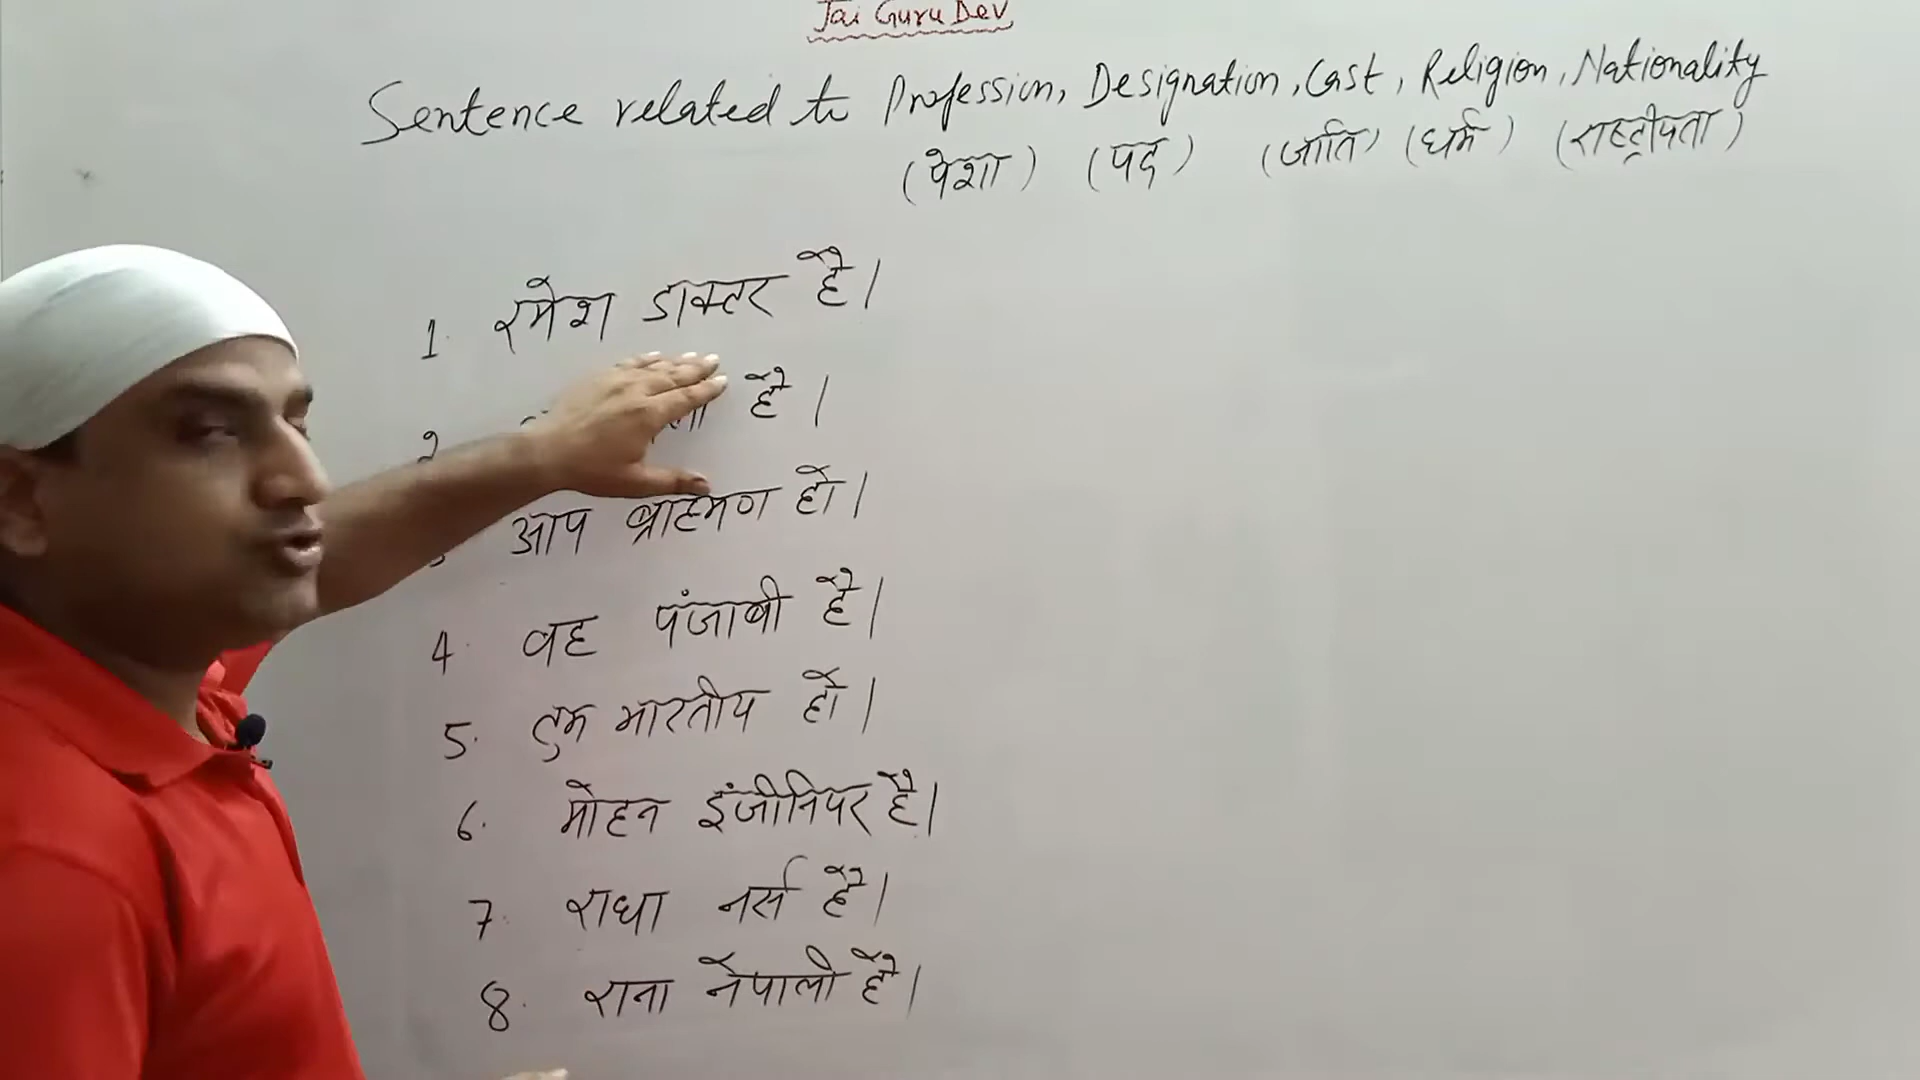 Jai Guru Dev
Sentence related to Profession, Designation, Cast, Religion, Nationality
(पेशा) (पद) (जाति) (धर्म) (राष्ट्रीयता)
1. रमेश डाक्टर है।
2 है।
आप ब्राह्मण हो।
4. वह पंजाबी है।
5. तुम भारतीय हो।
6. मोहन इंजीनियर है।
7. राधा नर्स है।
8. राना नेपाली है।